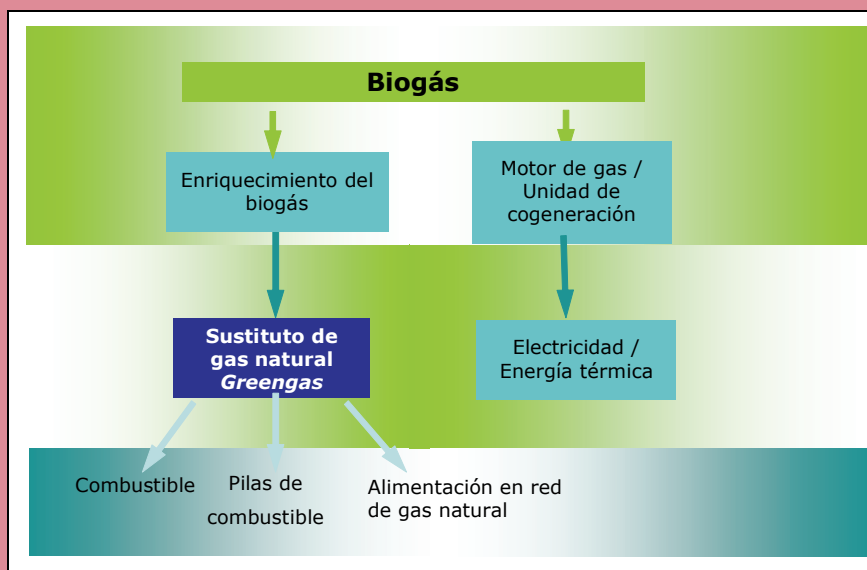 Biogás
Enriquecimiento del
biogás
Motor de gas /
Unidad de
cogeneración
Sustituto de
gas natural
Greengas
Electricidad /
Energía térmica
Combustible
Pilas de
combustible
Alimentación en red
de gas natural